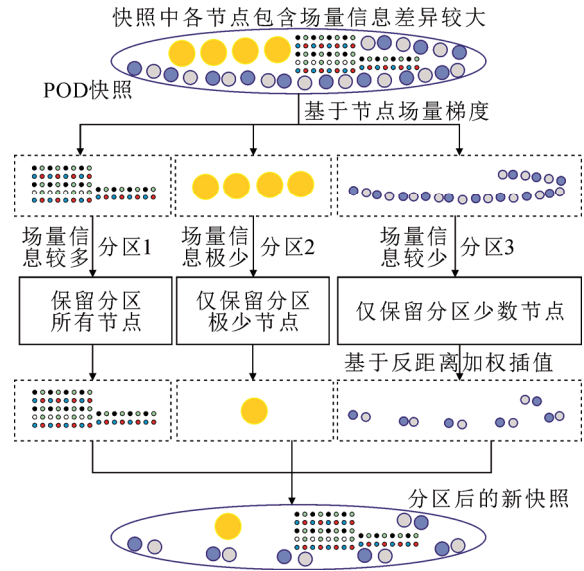 快照中各节点包含场量信息差异较大
POD快照
基于节点场量梯度
场量信
息较多
分区1
场量信
息极少
分区2
场量信
息较少
分区3
保留分区
所有节点
仅保留分区
极少节点
仅保留分区少数节点
基于反距离加权插值
分区后的新快照